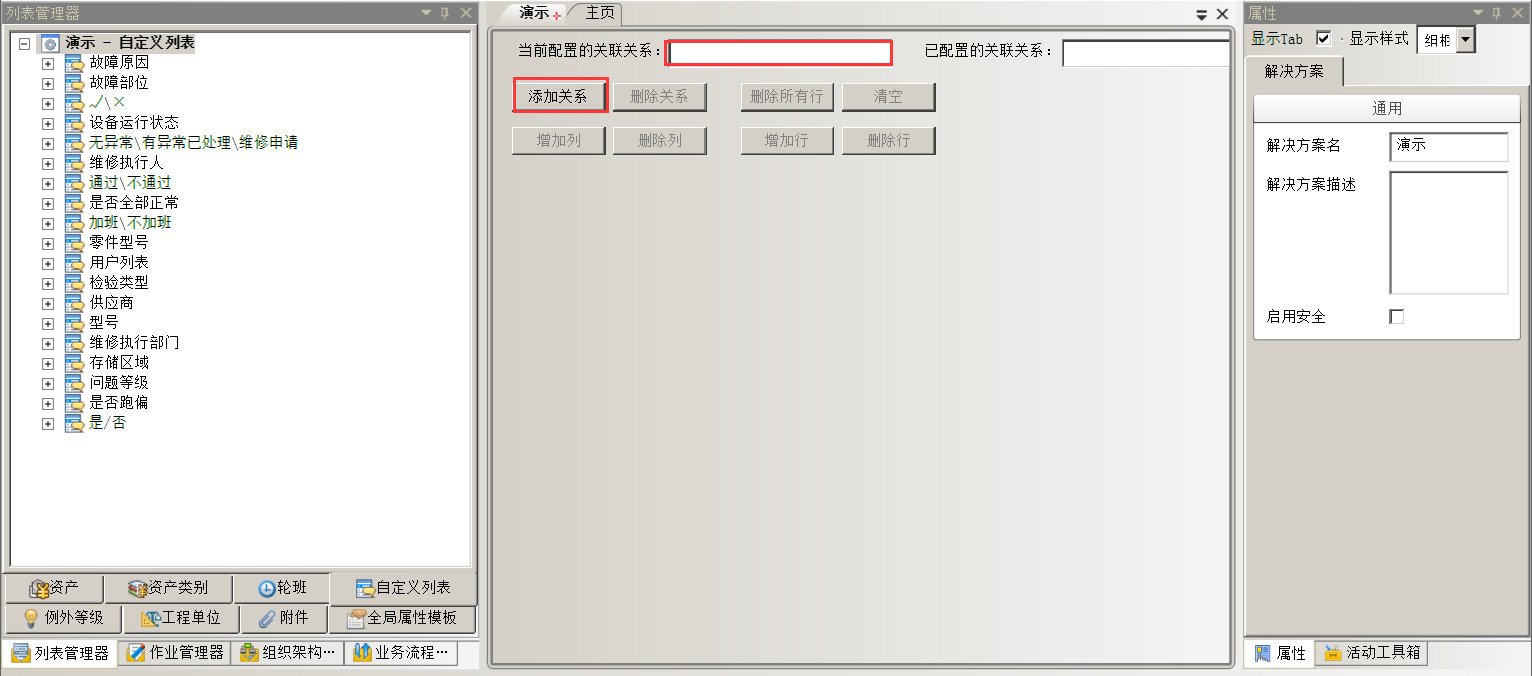 列表管理器
演示 - 自定义列表
故障原因
故障部位
✓\×
设备运行状态
无异常\有异常已处理\维修申请
维修执行人
通过\不通过
是否全部正常
加班\不加班
零件型号
用户列表
检验类型
供应商
型号
维修执行部门
存储区域
问题等级
是否跑偏
是/否
资产 资产类别 轮班 自定义列表
例外等级 工程单位 附件 全局属性模板
列表管理器 作业管理器 组织架构… 业务流程…
演示 主页
当前配置的关联关系： 已配置的关联关系：
添加关系 删除关系 删除所有行 清空
增加列 删除列 增加行 删除行
属性
显示Tab · 显示样式 细粗
解决方案
通用
解决方案名 演示
解决方案描述
启用安全
属性 活动工具箱